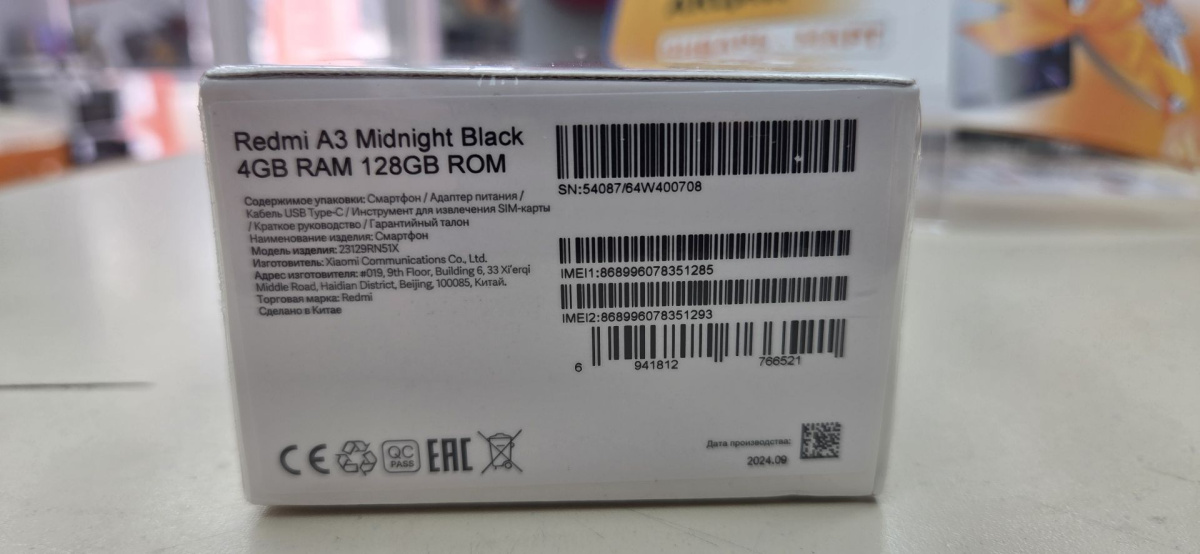 Redmi A3 Midnight Black
4GB RAM 128GB ROM
Содержимое упаковки: Смартфон / Адаптер питания /
Кабель USB Type-C / Инструмент для извлечения SIM-карты
/ Краткое руководство / Гарантийный талон
Наименование изделия: Смартфон
Модель изделия: 23129RN51X
Изготовитель: Xiaomi Communications Co., Ltd.
Адрес изготовителя: #019, 9th Floor, Building 6, 33 Xi'erqi
Middle Road, Haidian District, Beijing, 100085, Китай.
Торговая марка: Redmi
Сделано в Китае
SN:54087/64W400708
IMEI1:868996078351285
IMEI2:868996078351293
6 941812 766521
CE QC PASS EAC
Дата производства:
2024.09